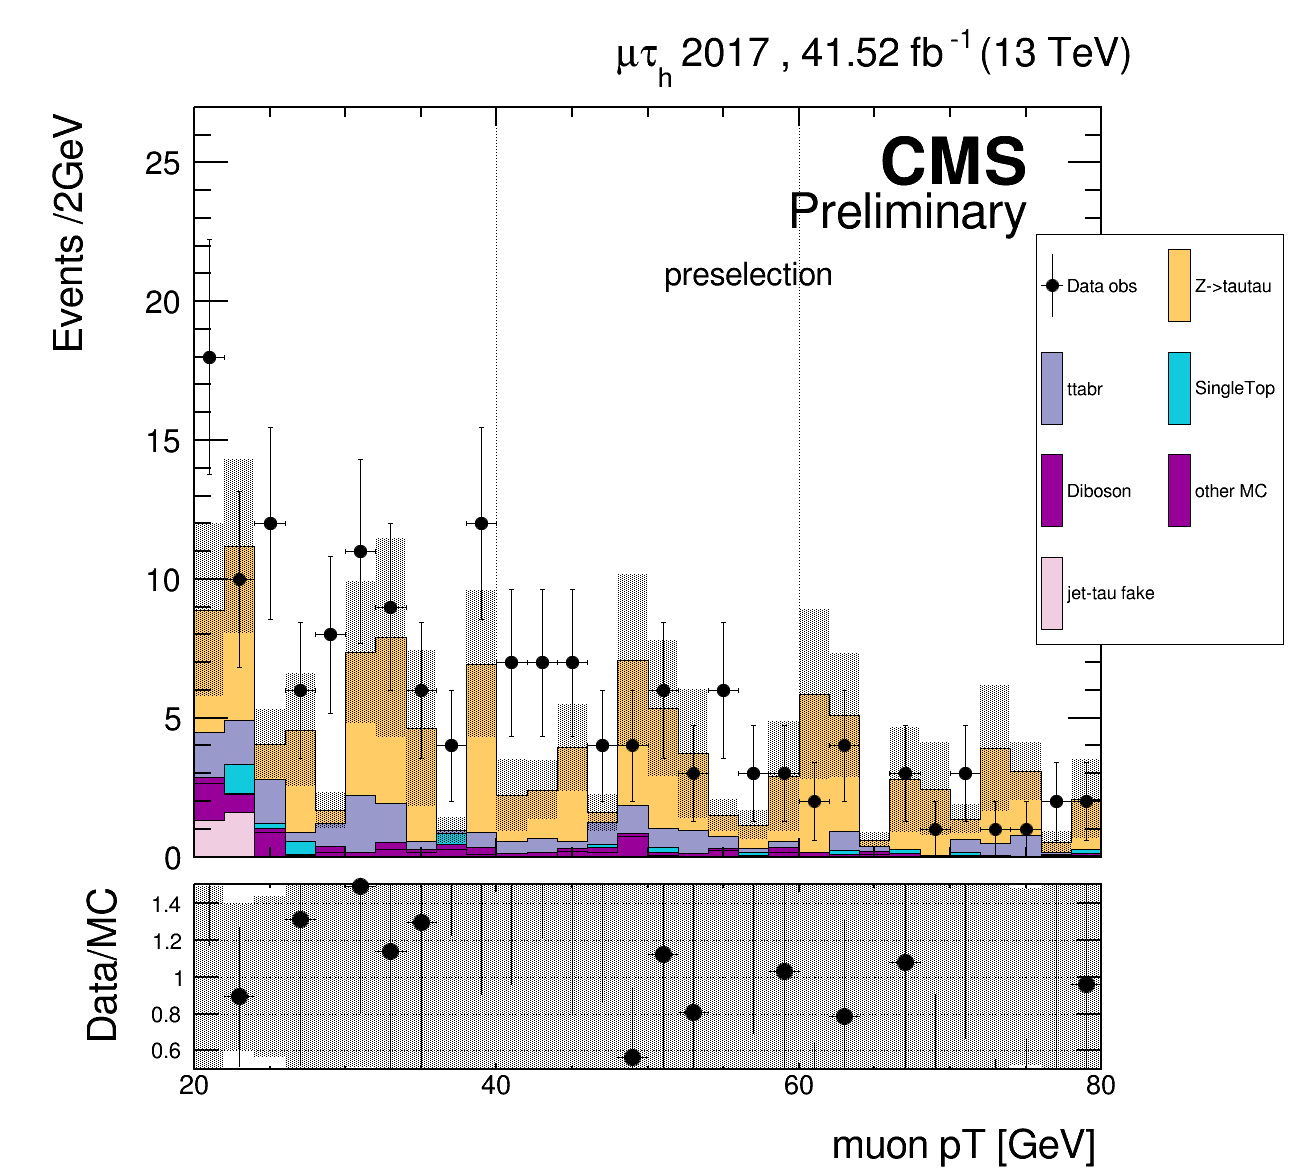 μτh 2017 , 41.52 fb-1 (13 TeV)
Events /2GeV
25
20
15
10
5
0
CMS
Preliminary
preselection
Data obs
Z->tautau
ttabr
SingleTop
Diboson
other MC
jet-tau fake
Data/MC
1.4
1.2
1
0.8
0.6
20
40
60
80
muon pT [GeV]